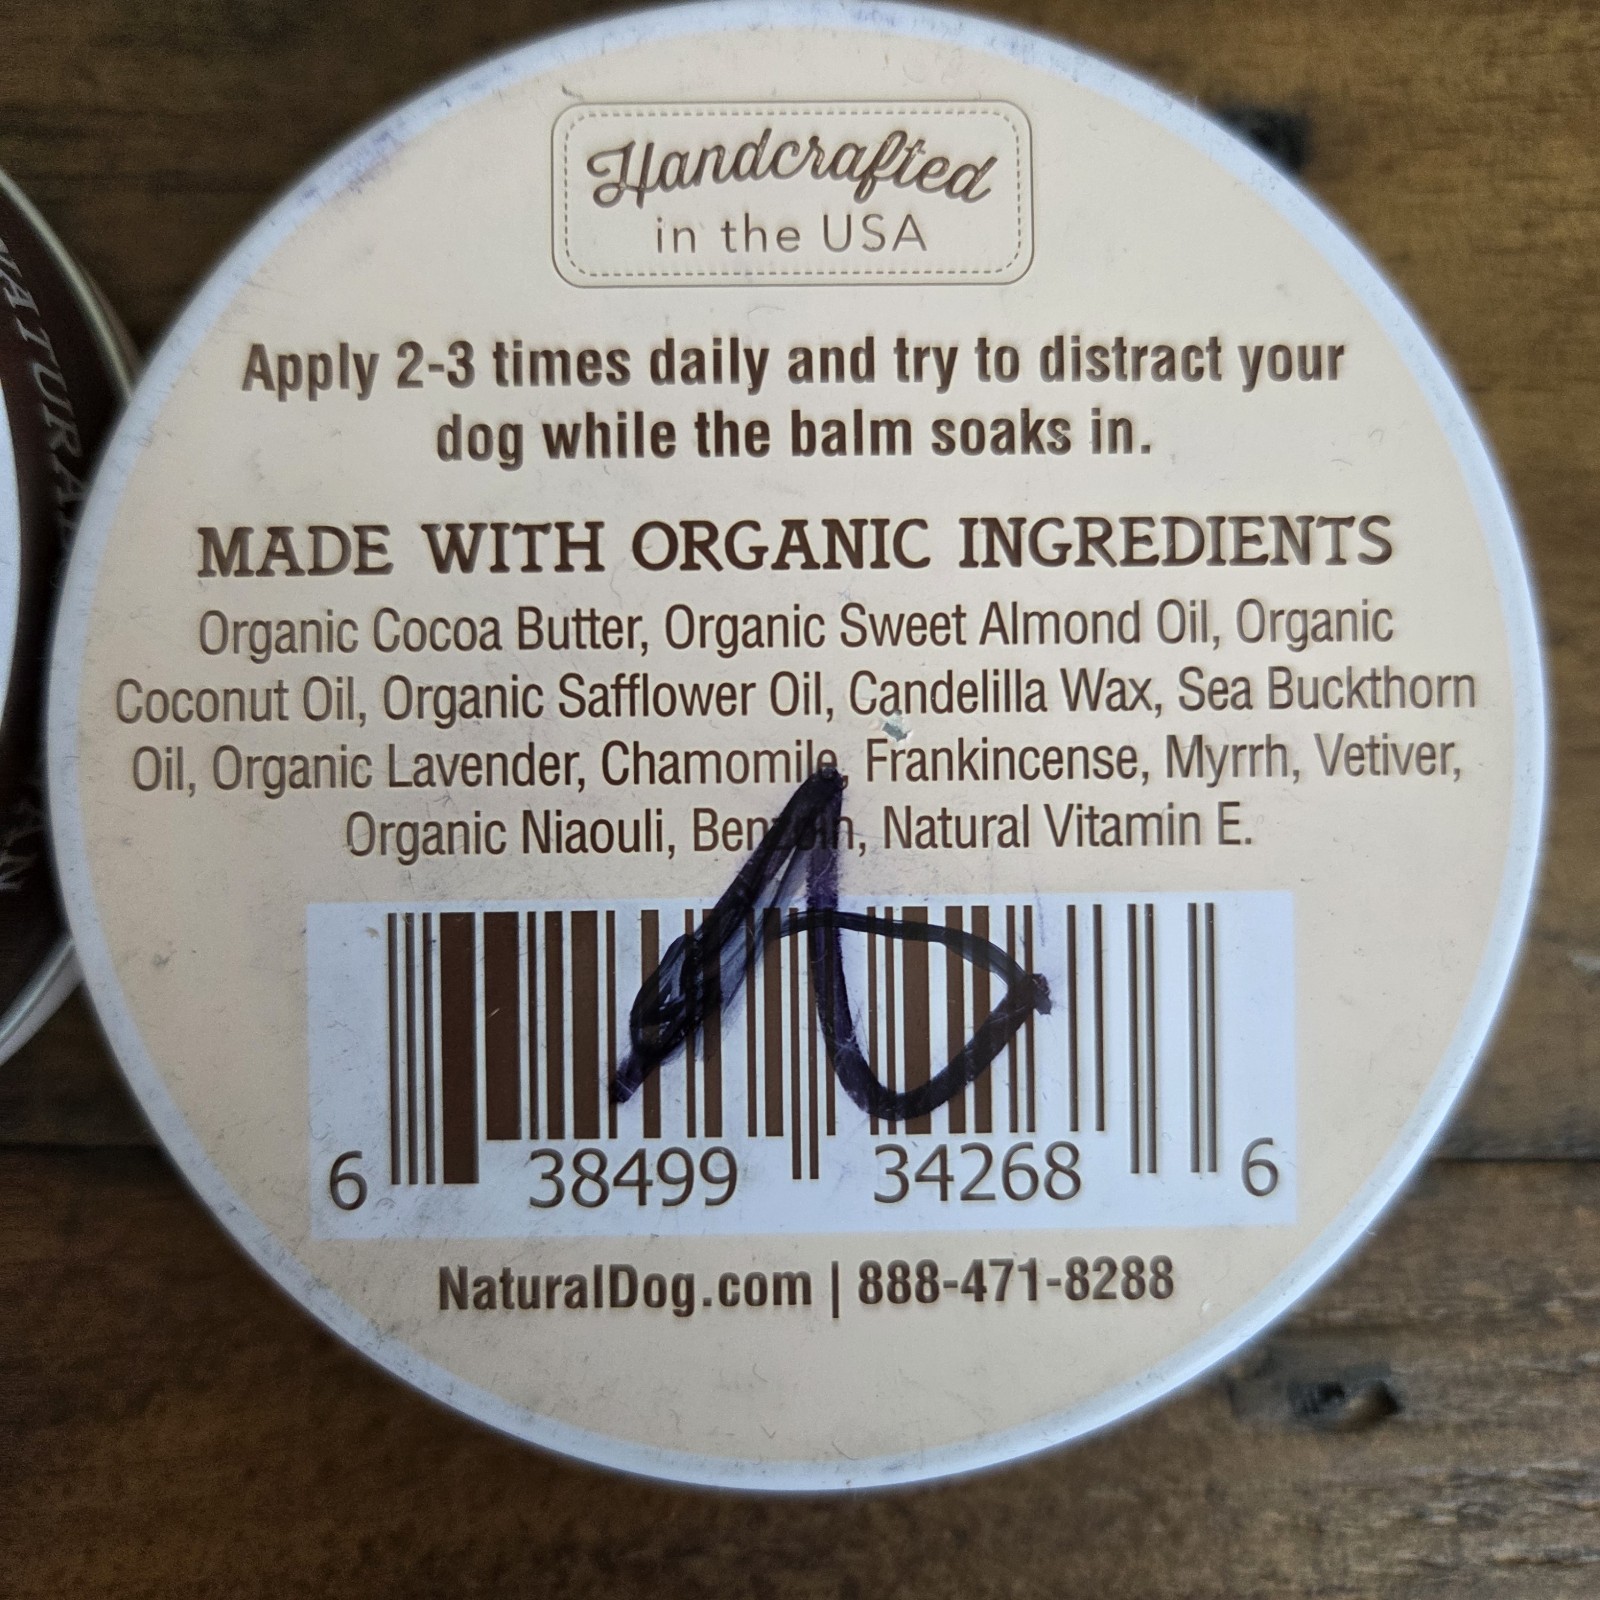 Handcrafted
in the USA
Apply 2-3 times daily and try to distract your
dog while the balm soaks in.
MADE WITH ORGANIC INGREDIENTS
Organic Cocoa Butter, Organic Sweet Almond Oil, Organic
Coconut Oil, Organic Safflower Oil, Candelilla Wax, Sea Buckthorn
Oil, Organic Lavender, Chamomile, Frankincense, Myrrh, Vetiver,
Organic Niaouli, Benzoin, Natural Vitamin E.
6 38499 34268 6
NaturalDog.com | 888-471-8288